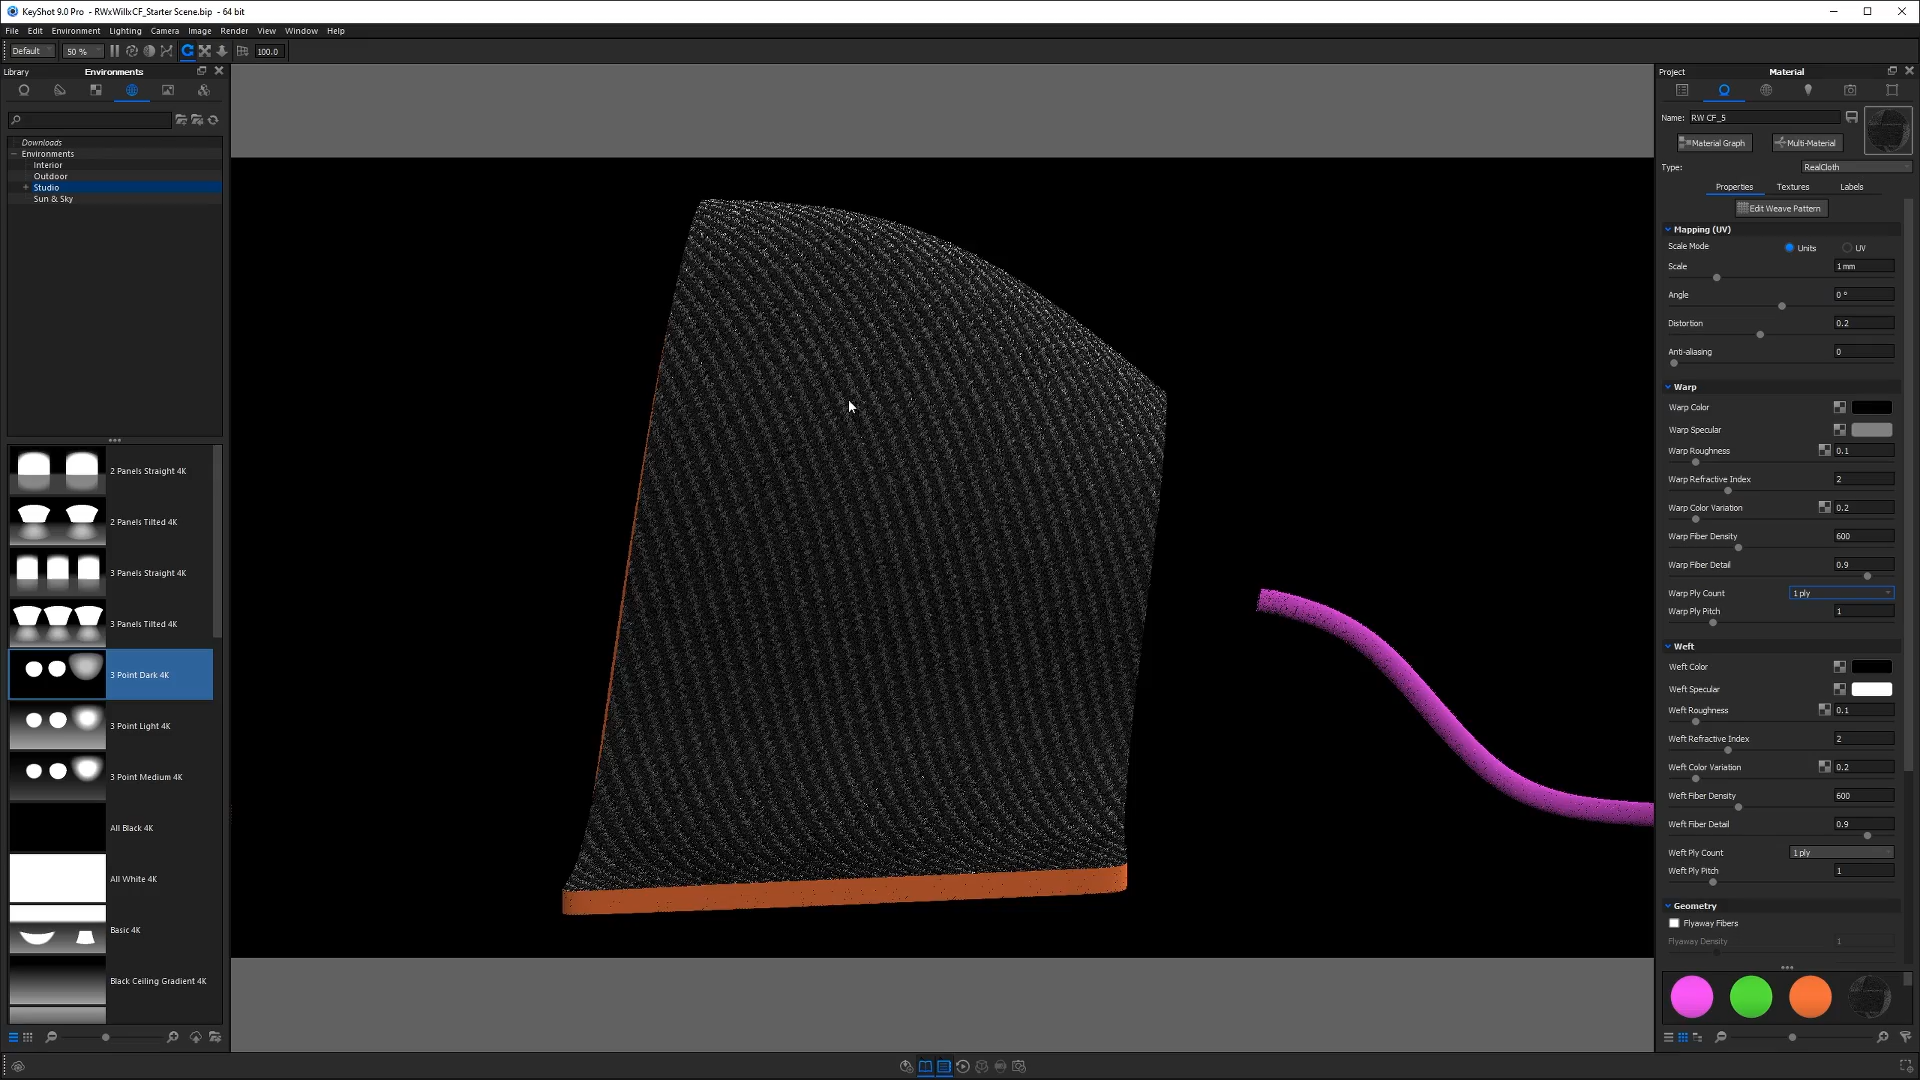 KeyShot 9.0 Pro - RWxWillxCF_Starter Scene.bip - 64 bit
File Edit Environment Lighting Camera Image Render View Window Help
Default 50 % 100.0
Library Environments
Downloads
Environments
Interior
Outdoor
Studio
Sun & Sky
2 Panels Straight 4K
2 Panels Tilted 4K
3 Panels Straight 4K
3 Panels Tilted 4K
3 Point Dark 4K
3 Point Light 4K
3 Point Medium 4K
All Black 4K
All White 4K
Basic 4K
Black Ceiling Gradient 4K
Project Material
Name: RW CF_5
Material Graph Multi-Material
Type: RealCloth
Properties Textures Labels
Edit Weave Pattern
Mapping (UV)
Scale Mode Units UV
Scale 1 mm
Angle 0 °
Distortion 0.2
Anti-aliasing 0
Warp
Warp Color
Warp Specular
Warp Roughness 0.1
Warp Refractive Index 2
Warp Color Variation 0.2
Warp Fiber Density 600
Warp Fiber Detail 0.9
Warp Ply Count 1 ply
Warp Ply Pitch 1
Weft
Weft Color
Weft Specular
Weft Roughness 0.1
Weft Refractive Index 2
Weft Color Variation 0.2
Weft Fiber Density 600
Weft Fiber Detail 0.9
Weft Ply Count 1 ply
Weft Ply Pitch 1
Geometry
Flyaway Fibers
Flyaway Density 1